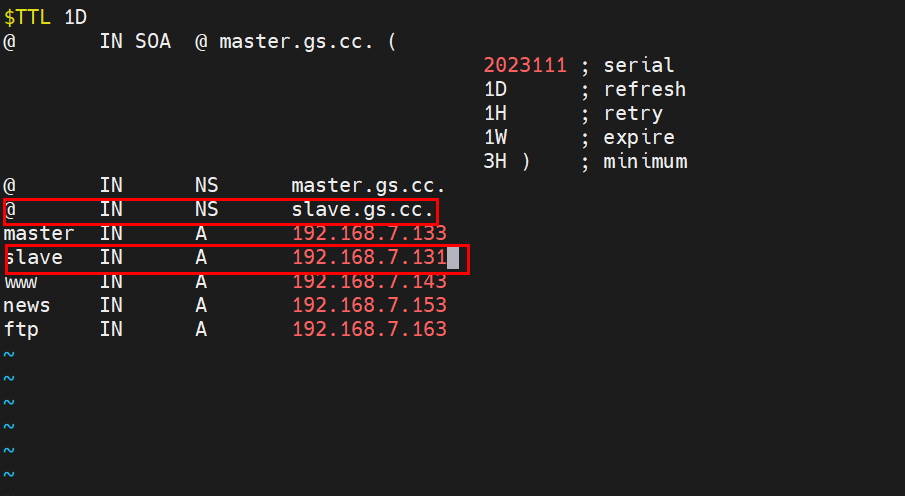 $TTL 1D
@ IN SOA @ master.gs.cc. (
2023111 ; serial
1D ; refresh
1H ; retry
1W ; expire
3H ) ; minimum
@ IN NS master.gs.cc.
@ IN NS slave.gs.cc.
master IN A 192.168.7.133
slave IN A 192.168.7.131
www IN A 192.168.7.143
news IN A 192.168.7.153
ftp IN A 192.168.7.163
~
~
~
~
~
~